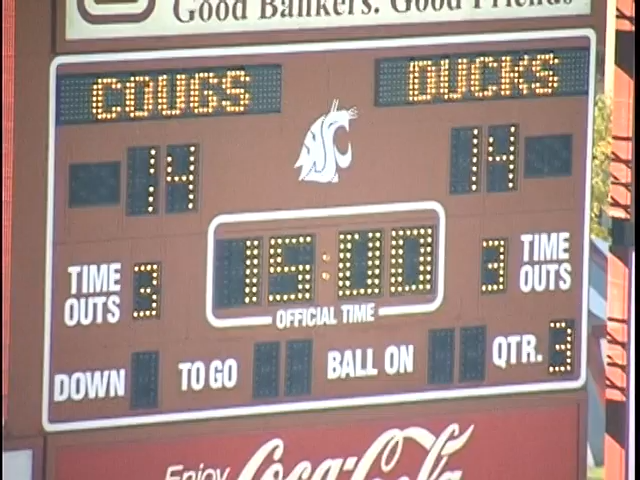 Good Bankers. Good Friends
COUGS DUCKS
14 14
TIME OUTS 3 15:00 3 TIME OUTS
OFFICIAL TIME
DOWN TO GO BALL ON QTR. 3
Enjoy
Coca-Cola